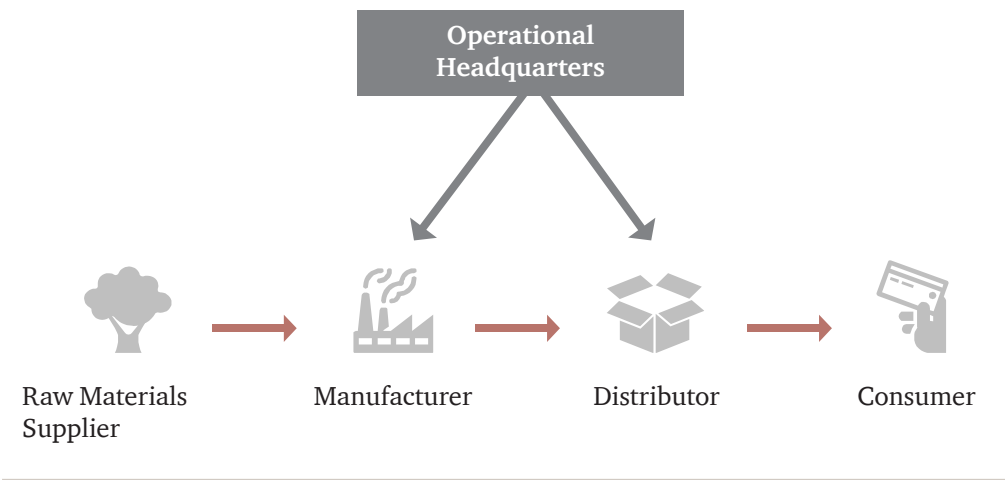 Operational
Headquarters
Raw Materials
Supplier
Manufacturer
Distributor
Consumer